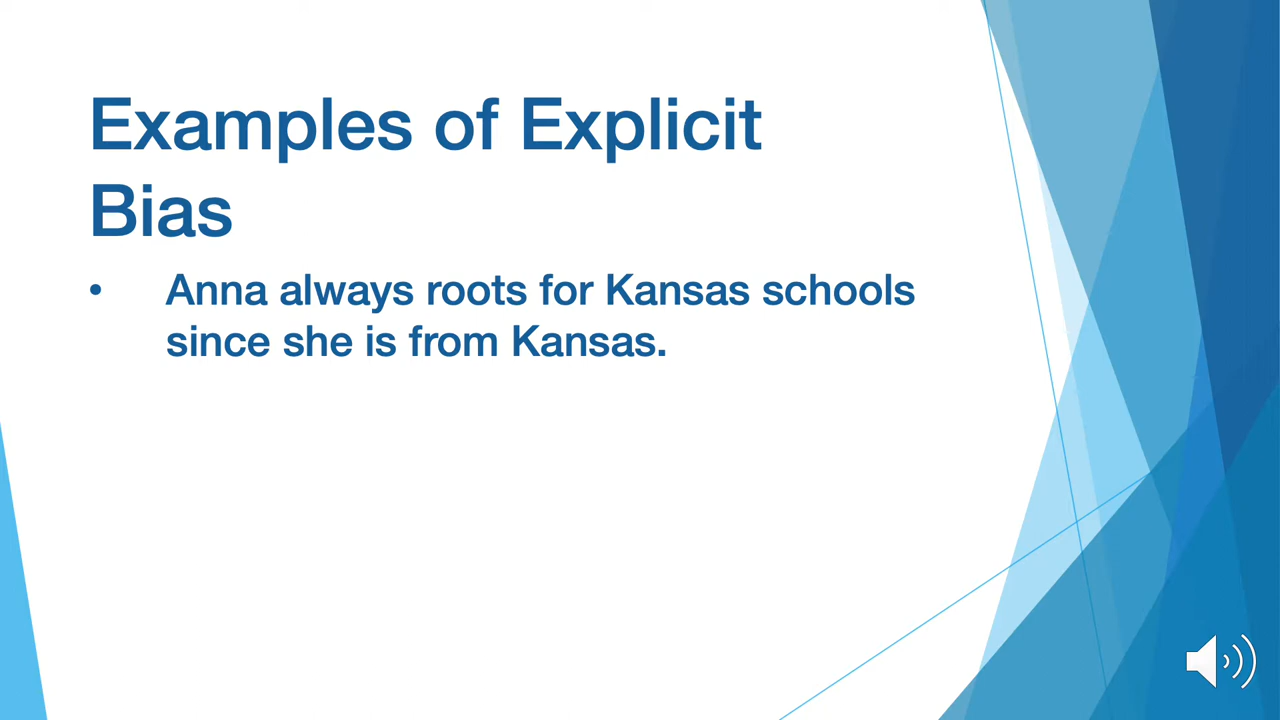 Examples of Explicit
Bias
• Anna always roots for Kansas schools
since she is from Kansas.